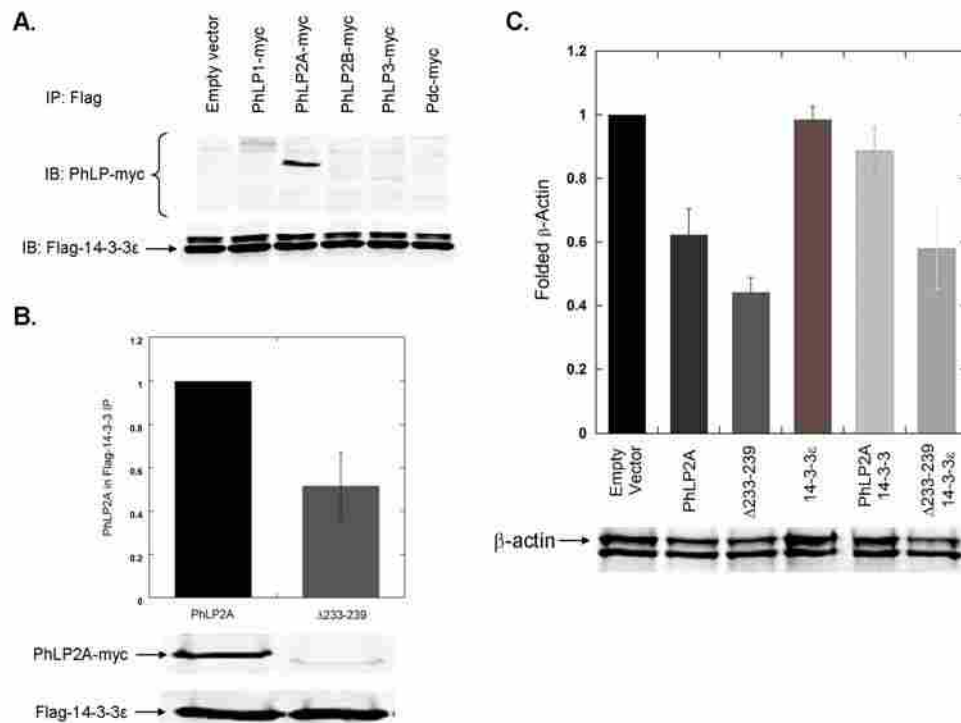 A.
IP: Flag
Empty vector
PhLP1-myc
PhLP2A-myc
PhLP2B-myc
PhLP3-myc
Pdc-myc
IB: PhLP-myc
IB: Flag-14-3-3ε
B.
PhLP2A in Flag-14-3-3 IP
1.2
1
0.8
0.6
0.4
0.2
0
PhLP2A
Δ233-239
PhLP2A-myc
Flag-14-3-3ε
C.
Folded β-Actin
1.2
1
0.8
0.6
0.4
0.2
0
Empty
Vector
PhLP2A
Δ233-239
14-3-3ε
PhLP2A
14-3-3
Δ233-239
14-3-3ε
β-actin